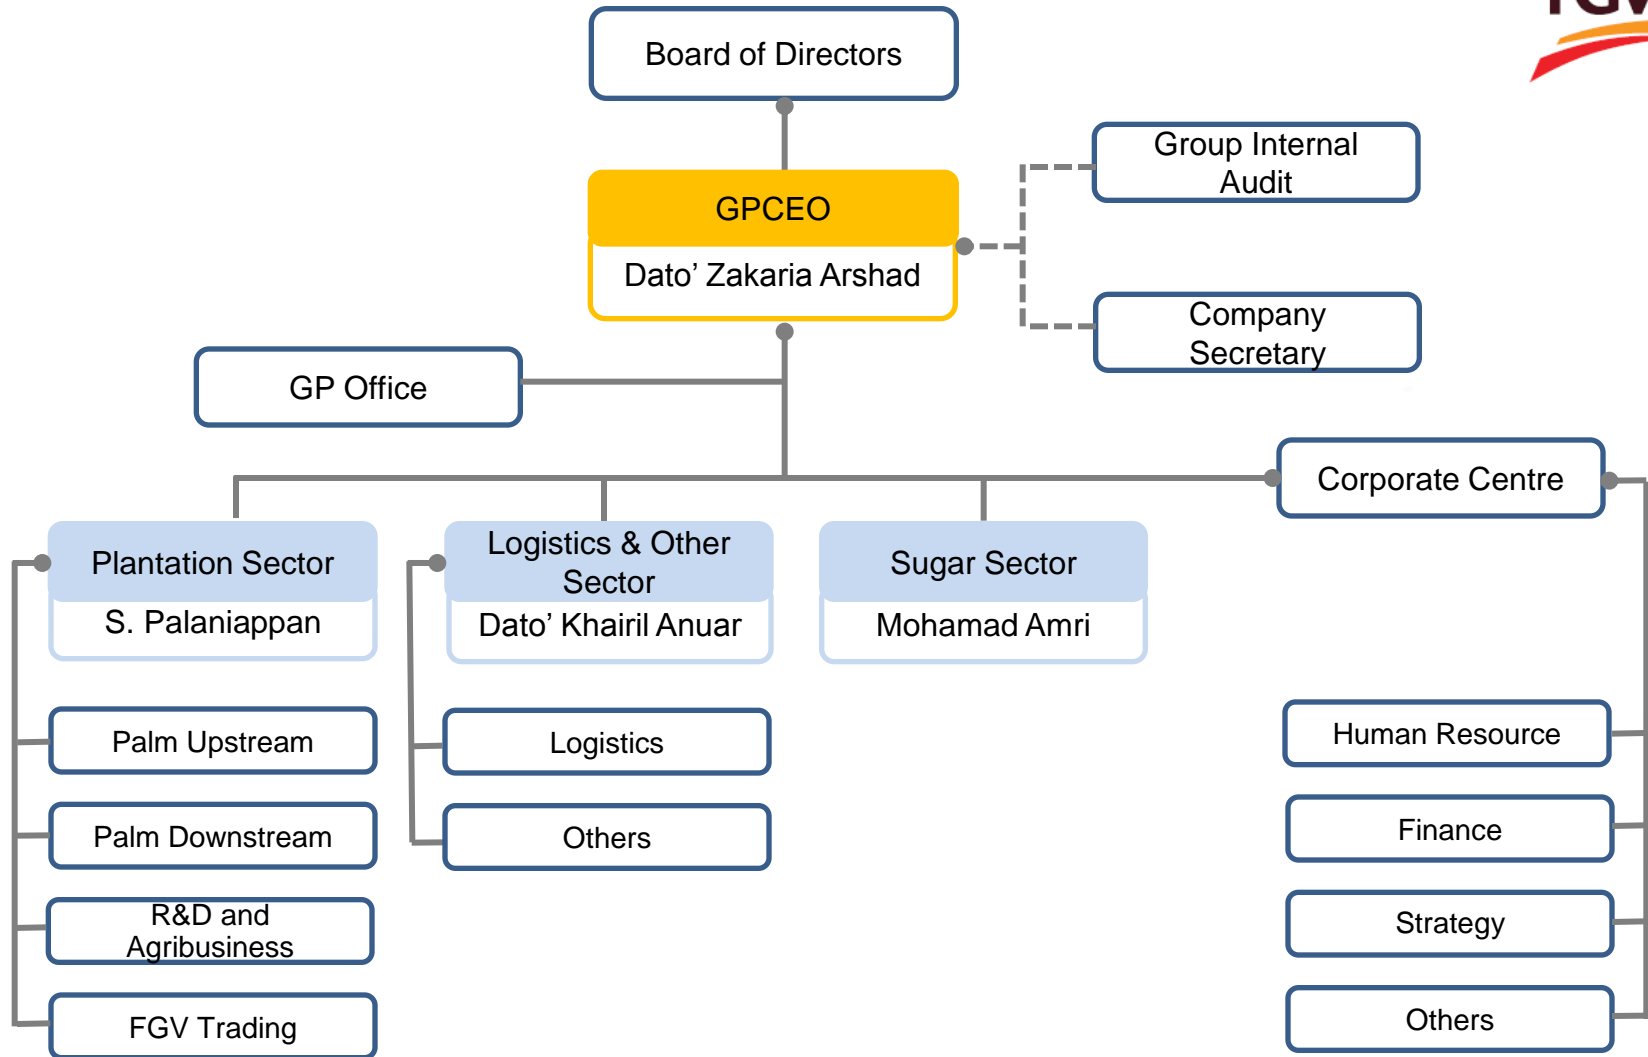 FGV
Board of Directors
Group Internal
Audit
GPCEO
Dato’ Zakaria Arshad
Company
Secretary
GP Office
Corporate Centre
Plantation Sector
S. Palaniappan
Logistics & Other
Sector
Dato’ Khairil Anuar
Sugar Sector
Mohamad Amri
Palm Upstream
Palm Downstream
R&D and
Agribusiness
FGV Trading
Logistics
Others
Human Resource
Finance
Strategy
Others